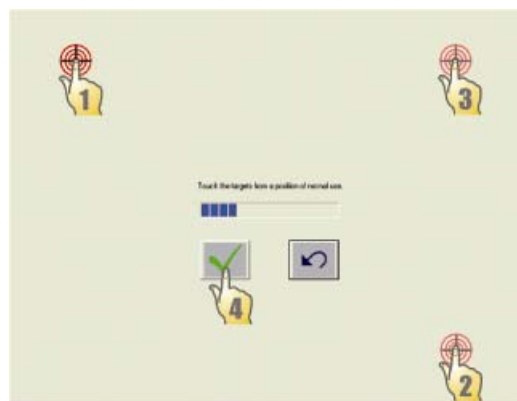 1
3
Touch the targets from a position of normal use.
4
2